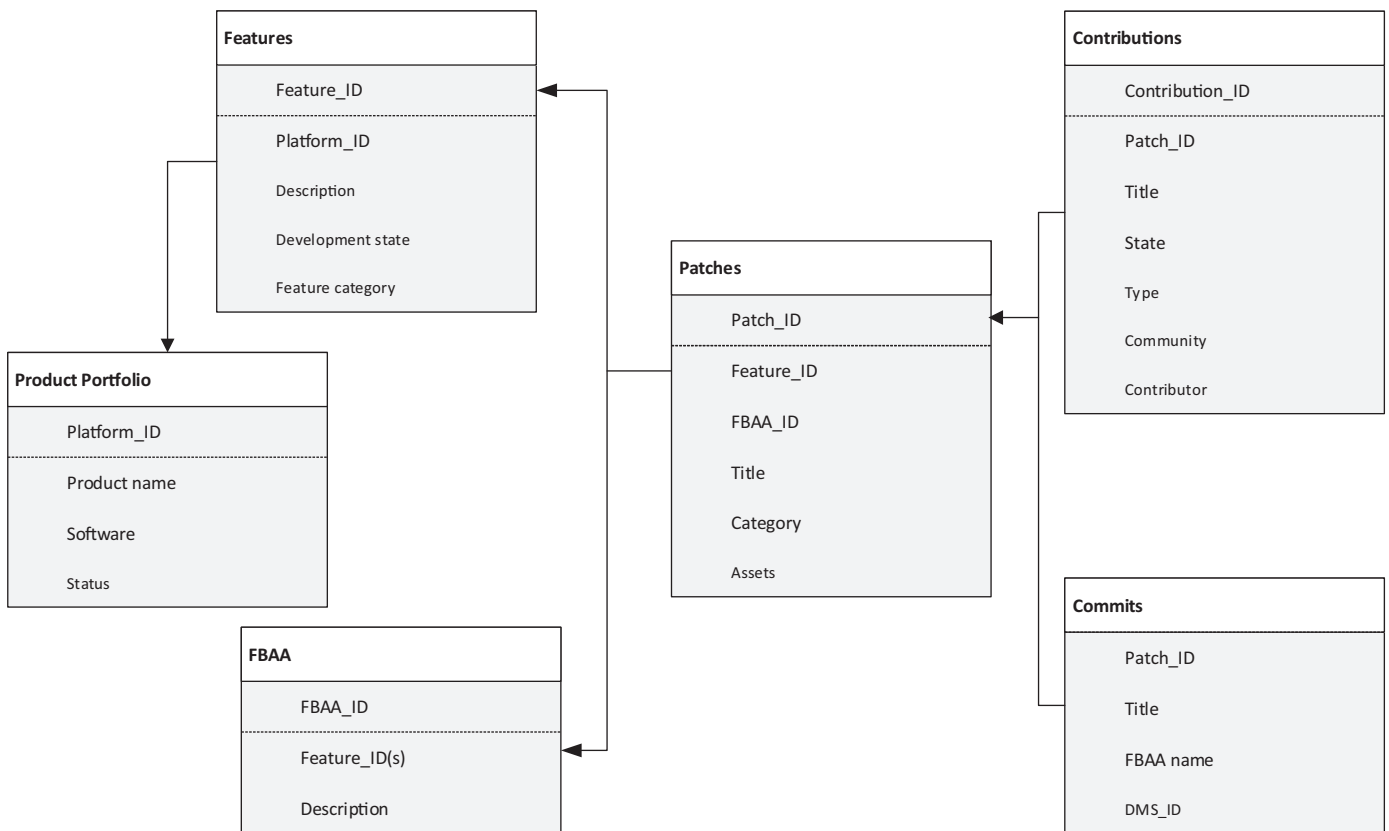 Features
Feature_ID
Platform_ID
Description
Development state
Feature category
Product Portfolio
Platform_ID
Product name
Software
Status
FBAA
FBAA_ID
Feature_ID(s)
Description
Patches
Patch_ID
Feature_ID
FBAA_ID
Title
Category
Assets
Contributions
Contribution_ID
Patch_ID
Title
State
Type
Community
Contributor
Commits
Patch_ID
Title
FBAA name
DMS_ID